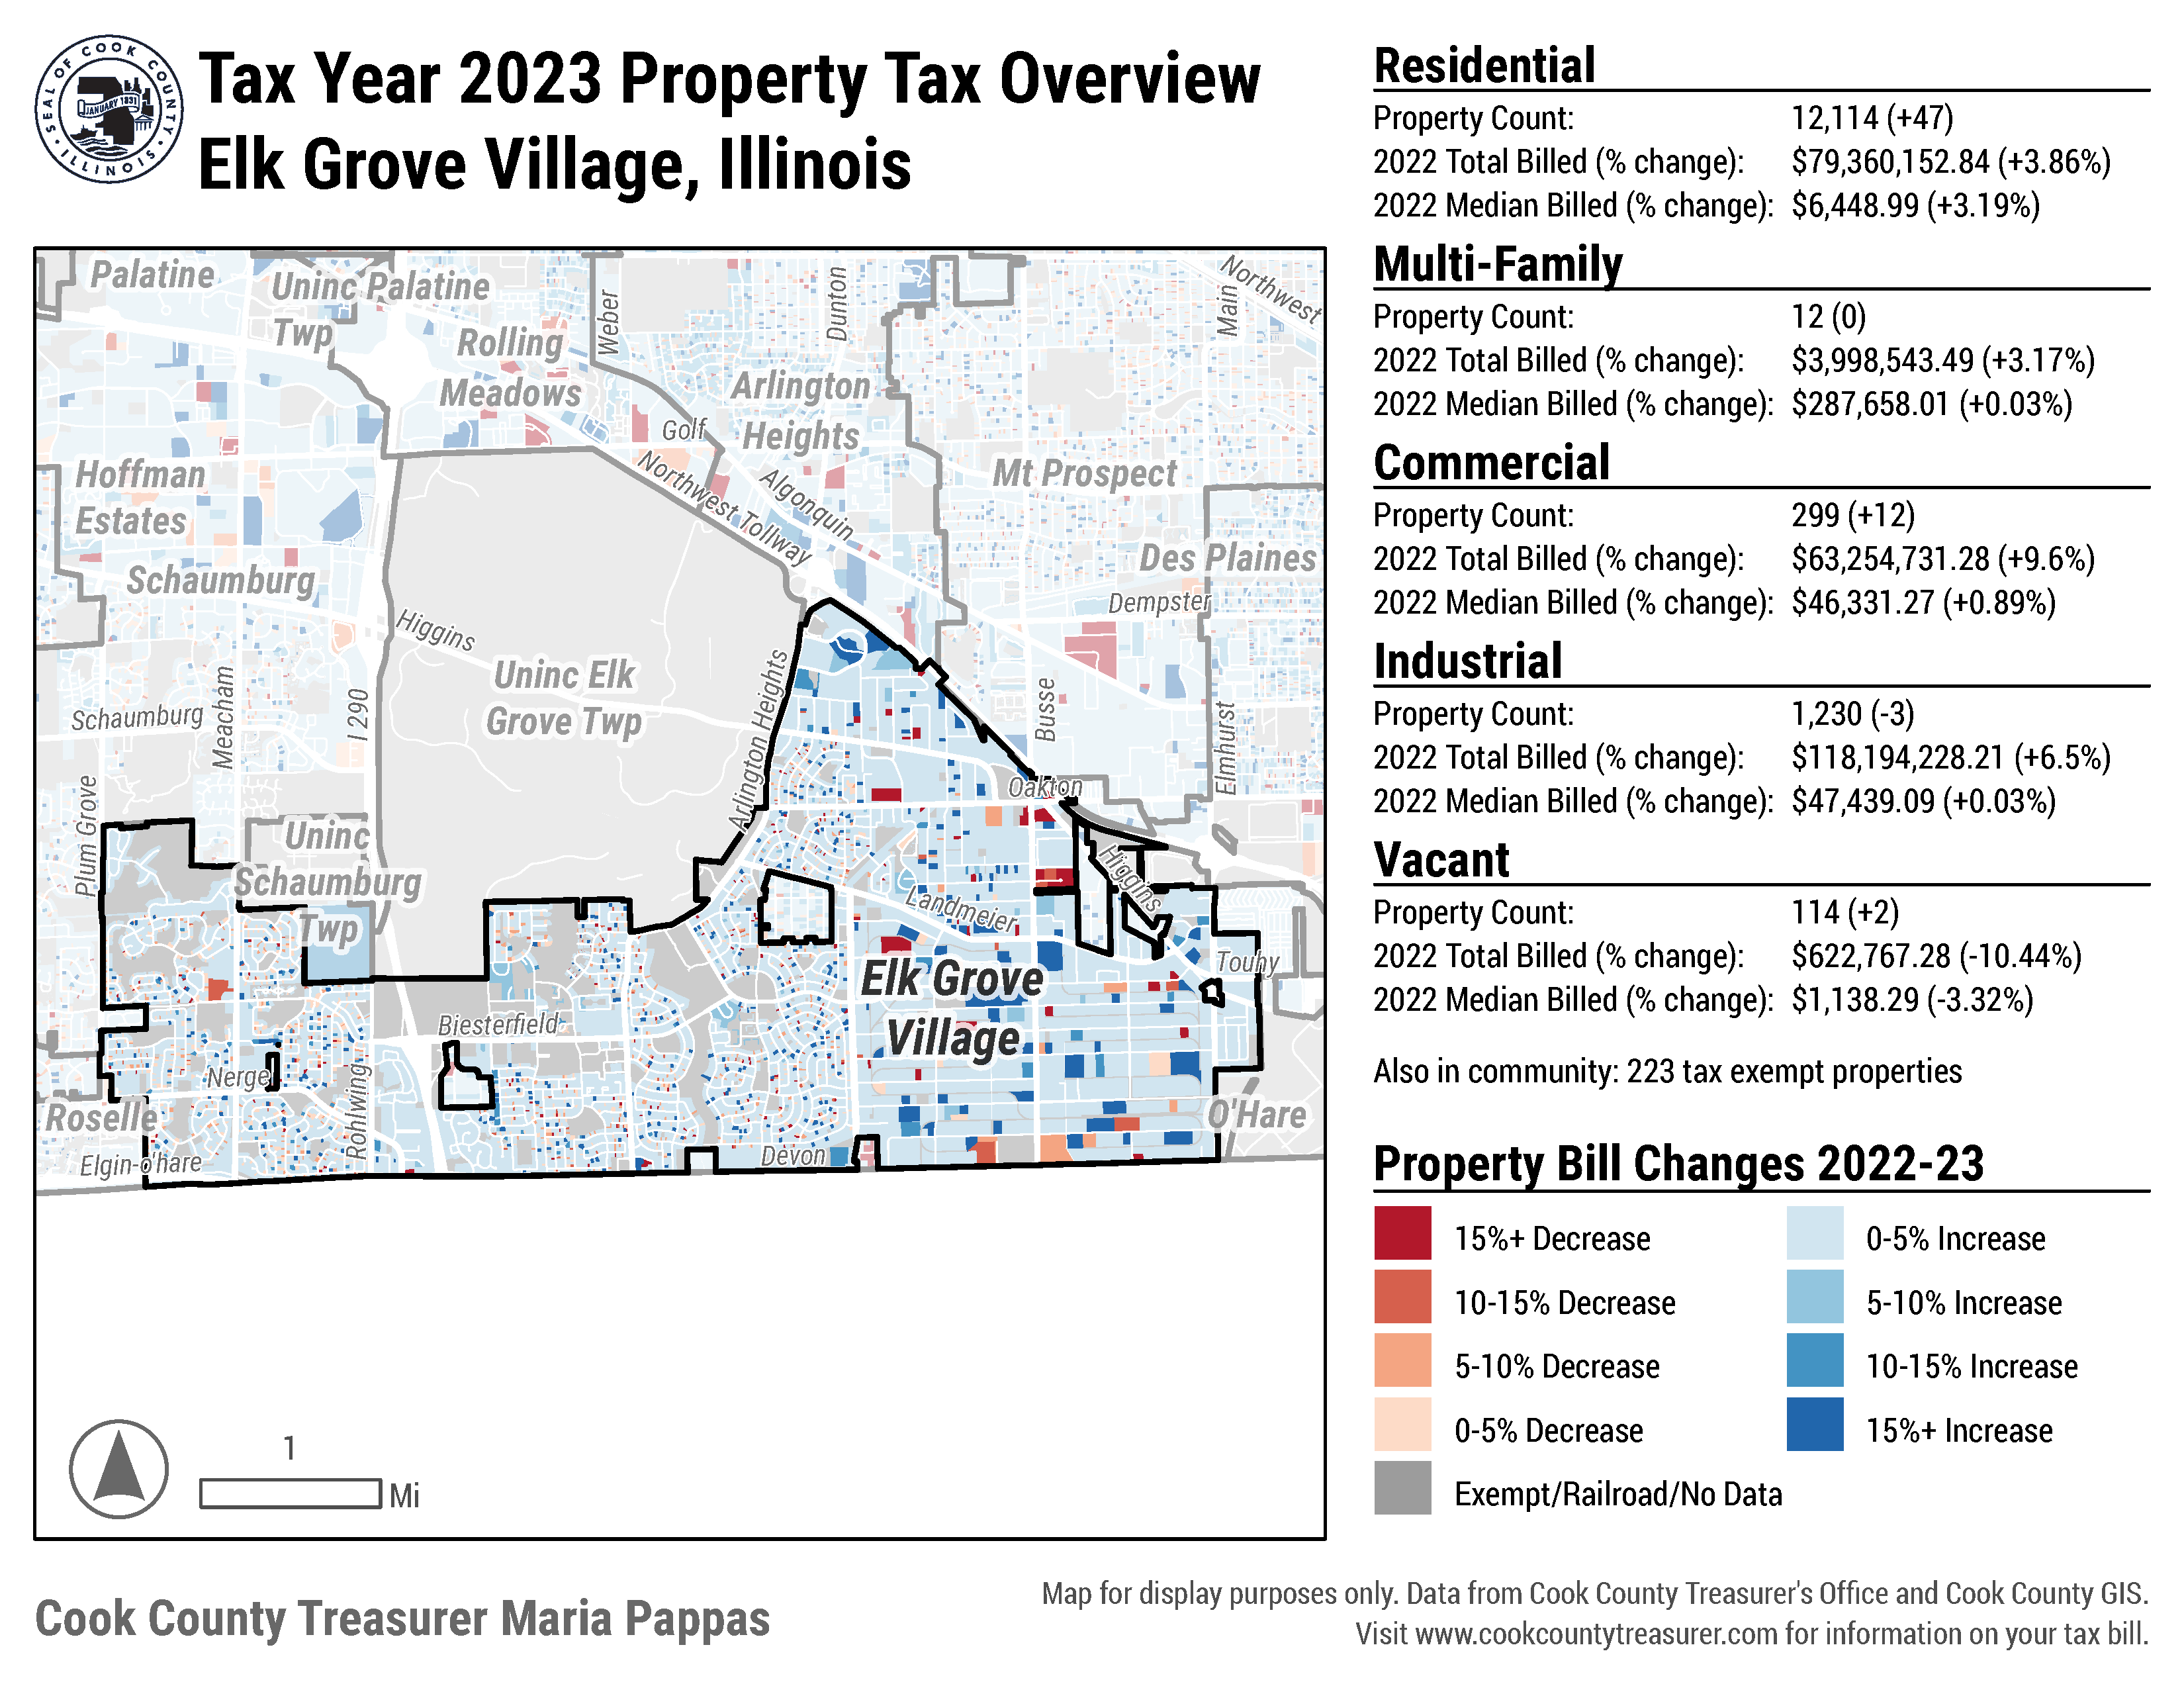 SEAL OF COOK COUNTY
JANUARY 1831
ILLINOIS
Tax Year 2023 Property Tax Overview
Elk Grove Village, Illinois
Palatine
Uninc Palatine
Twp
Rolling
Meadows
Weber
Dunton
Arlington
Heights
Main
Northwest
Golf
Northwest Tollway
Algonquin
Mt Prospect
Hoffman
Estates
Schaumburg
Des Plaines
Dempster
Higgins
Uninc Elk
Grove Twp
Arlington Heights
Schaumburg
Meacham
I 290
Busse
Elmhurst
Oakton
Plum Grove
Uninc
Schaumburg
Twp
Higgins
Landmeier
Elk Grove
Village
Touhy
Biesterfield
Nerge
Rohlwing
Roselle
O'Hare
Elgin-o'hare
Devon
1
Mi
Residential
Property Count: 12,114 (+47)
2022 Total Billed (% change): $79,360,152.84 (+3.86%)
2022 Median Billed (% change): $6,448.99 (+3.19%)
Multi-Family
Property Count: 12 (0)
2022 Total Billed (% change): $3,998,543.49 (+3.17%)
2022 Median Billed (% change): $287,658.01 (+0.03%)
Commercial
Property Count: 299 (+12)
2022 Total Billed (% change): $63,254,731.28 (+9.6%)
2022 Median Billed (% change): $46,331.27 (+0.89%)
Industrial
Property Count: 1,230 (-3)
2022 Total Billed (% change): $118,194,228.21 (+6.5%)
2022 Median Billed (% change): $47,439.09 (+0.03%)
Vacant
Property Count: 114 (+2)
2022 Total Billed (% change): $622,767.28 (-10.44%)
2022 Median Billed (% change): $1,138.29 (-3.32%)
Also in community: 223 tax exempt properties
Property Bill Changes 2022-23
15%+ Decrease
10-15% Decrease
5-10% Decrease
0-5% Decrease
Exempt/Railroad/No Data
0-5% Increase
5-10% Increase
10-15% Increase
15%+ Increase
Cook County Treasurer Maria Pappas
Map for display purposes only. Data from Cook County Treasurer's Office and Cook County GIS.
Visit www.cookcountytreasurer.com for information on your tax bill.